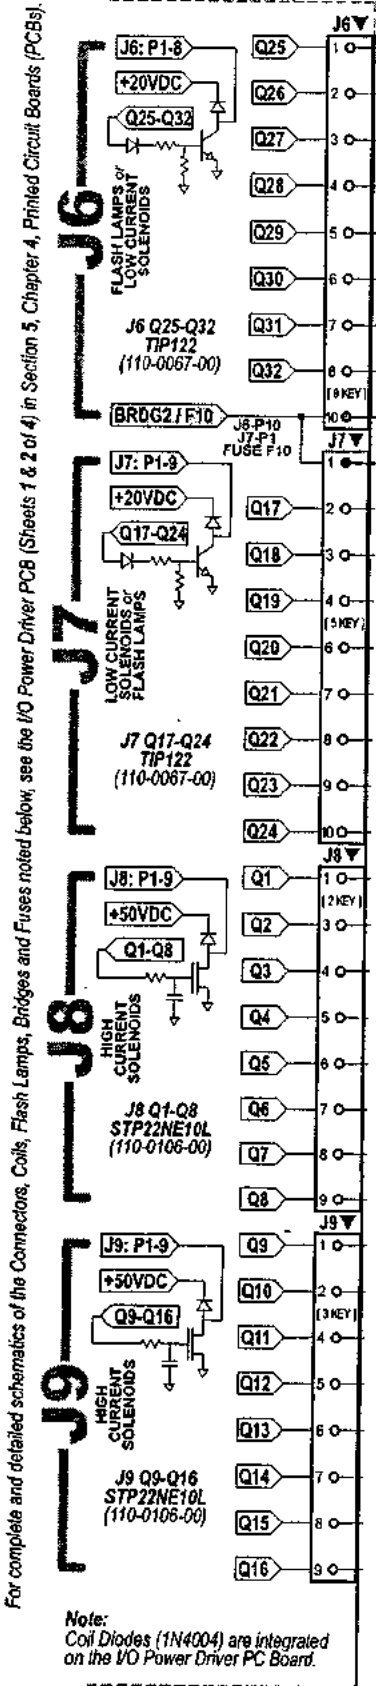 For complete and detailed schematics of the Connectors, Coils, Flash Lamps, Bridges and Fuses noted below, see the I/O Power Driver PCB (Sheets 1 & 2 of 4) in Section 5, Chapter 4, Printed Circuit Boards (PCBs).
J6
J6: P1-8
+20VDC
Q25-Q32
FLASH LAMPS or
LOW CURRENT
SOLENOIDS
J6 Q25-Q32
TIP122
(110-0067-00)
BRDG2 / F10
J6-P10
J7-P1
FUSE F10
J6▼
Q25 1
Q26 2
Q27 3
Q28 4
Q29 5
Q30 6
Q31 7
Q32 8
[9 KEY]
10
J7
J7: P1-9
+20VDC
Q17-Q24
LOW CURRENT
SOLENOIDS or
FLASH LAMPS
J7 Q17-Q24
TIP122
(110-0067-00)
J7▼
1
Q17 2
Q18 3
Q19 4
[5 KEY]
Q20 6
Q21 7
Q22 8
Q23 9
Q24 10
J8
J8: P1-9
+50VDC
Q1-Q8
HIGH
CURRENT
SOLENOIDS
J8 Q1-Q8
STP22NE10L
(110-0106-00)
J8▼
Q1 1
[2 KEY]
Q2 3
Q3 4
Q4 5
Q5 6
Q6 7
Q7 8
Q8 9
J9
J9: P1-9
+50VDC
Q9-Q16
HIGH
CURRENT
SOLENOIDS
J9 Q9-Q16
STP22NE10L
(110-0106-00)
J9▼
Q9 1
Q10 2
[3 KEY]
Q11 4
Q12 5
Q13 6
Q14 7
Q15 8
Q16 9
Note:
Coil Diodes (1N4004) are integrated
on the I/O Power Driver PC Board.